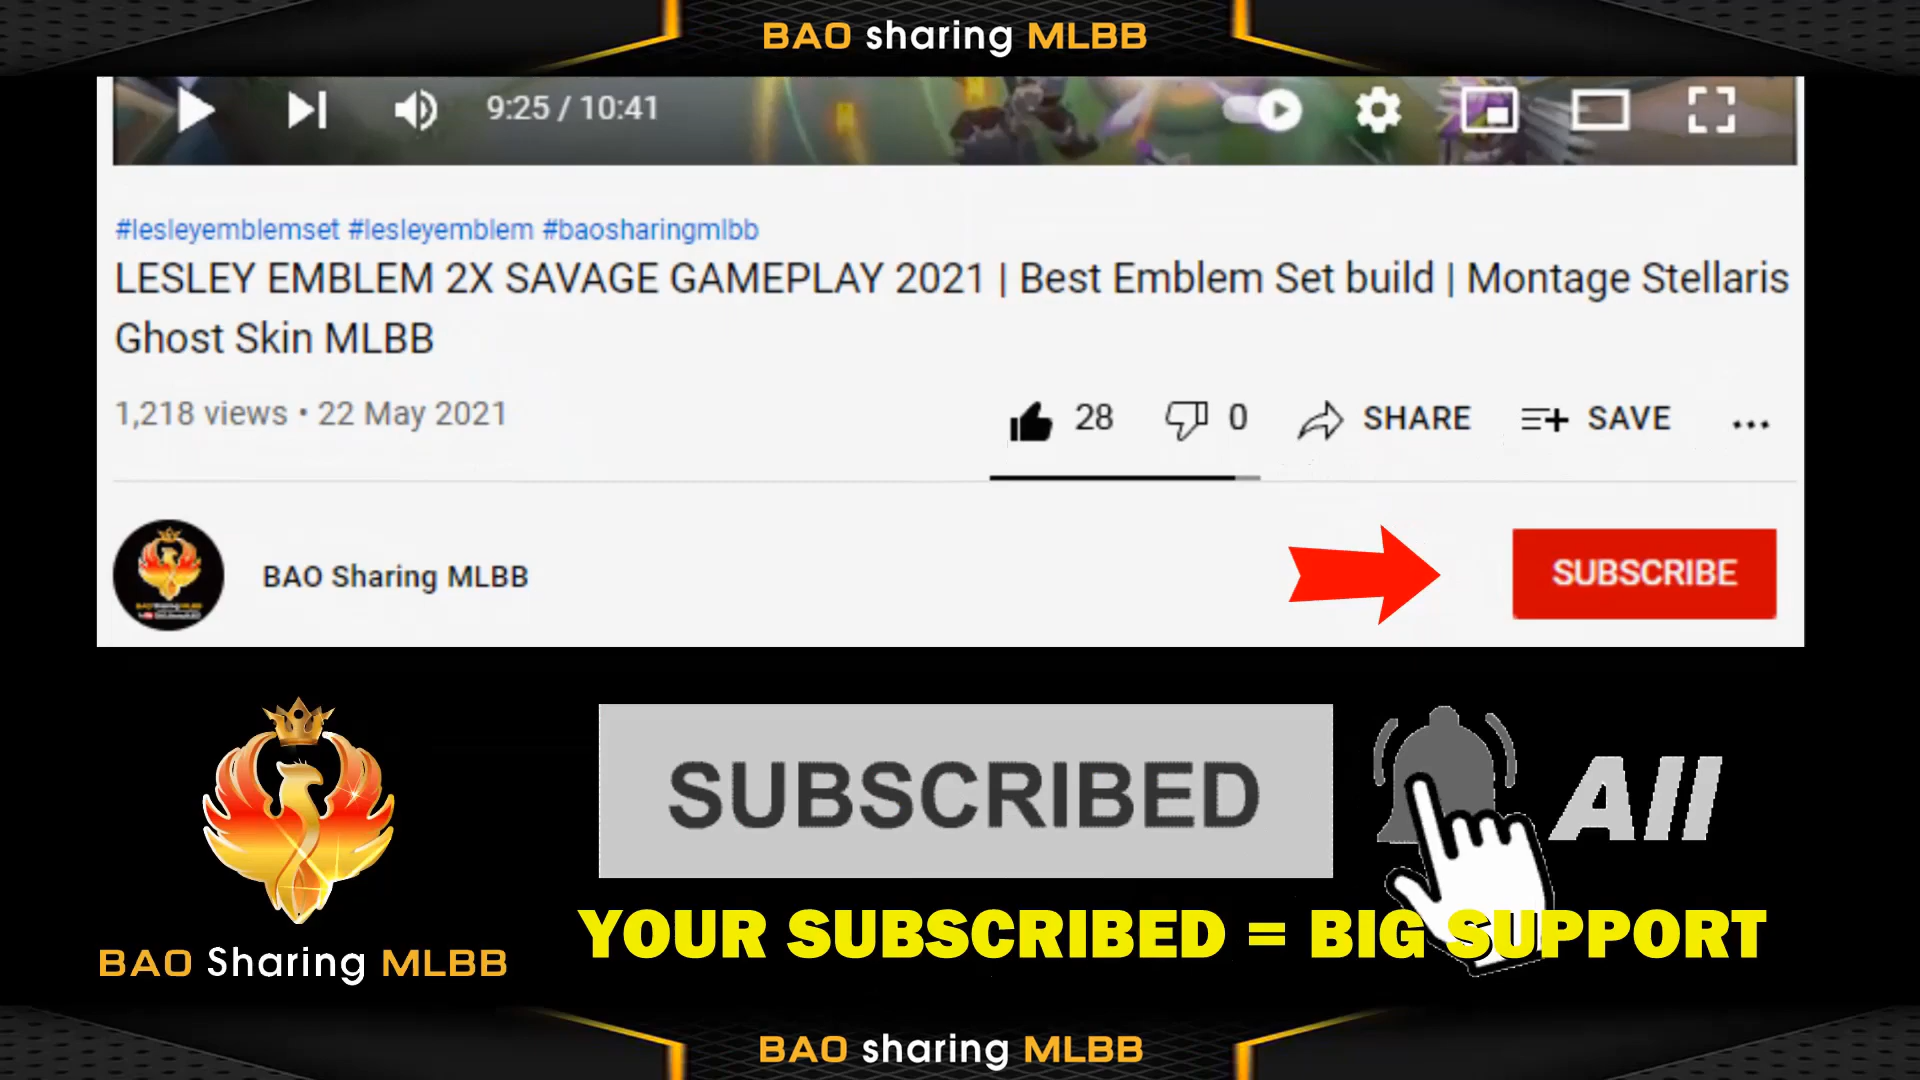 BAO sharing MLBB
9:25 / 10:41
#lesleyemblemset #lesleyemblem #baosharingmlbb
LESLEY EMBLEM 2X SAVAGE GAMEPLAY 2021 | Best Emblem Set build | Montage Stellaris
Ghost Skin MLBB
1,218 views • 22 May 2021
28 0 SHARE SAVE ...
BAO Sharing MLBB
SUBSCRIBE
SUBSCRIBED
All
YOUR SUBSCRIBED = BIG SUPPORT
BAO Sharing MLBB
BAO sharing MLBB